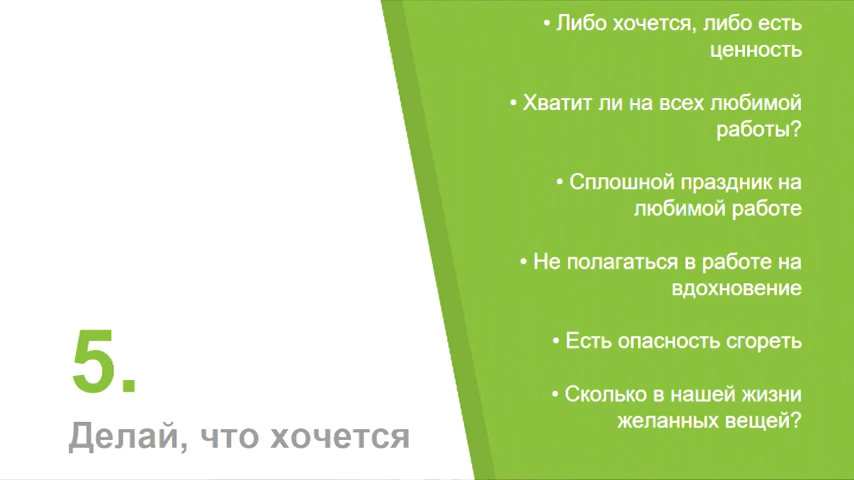 5.
Делай, что хочется
• Либо хочется, либо есть
ценность
• Хватит ли на всех любимой
работы?
• Сплошной праздник на
любимой работе
• Не полагаться в работе на
вдохновение
• Есть опасность сгореть
• Сколько в нашей жизни
желанных вещей?